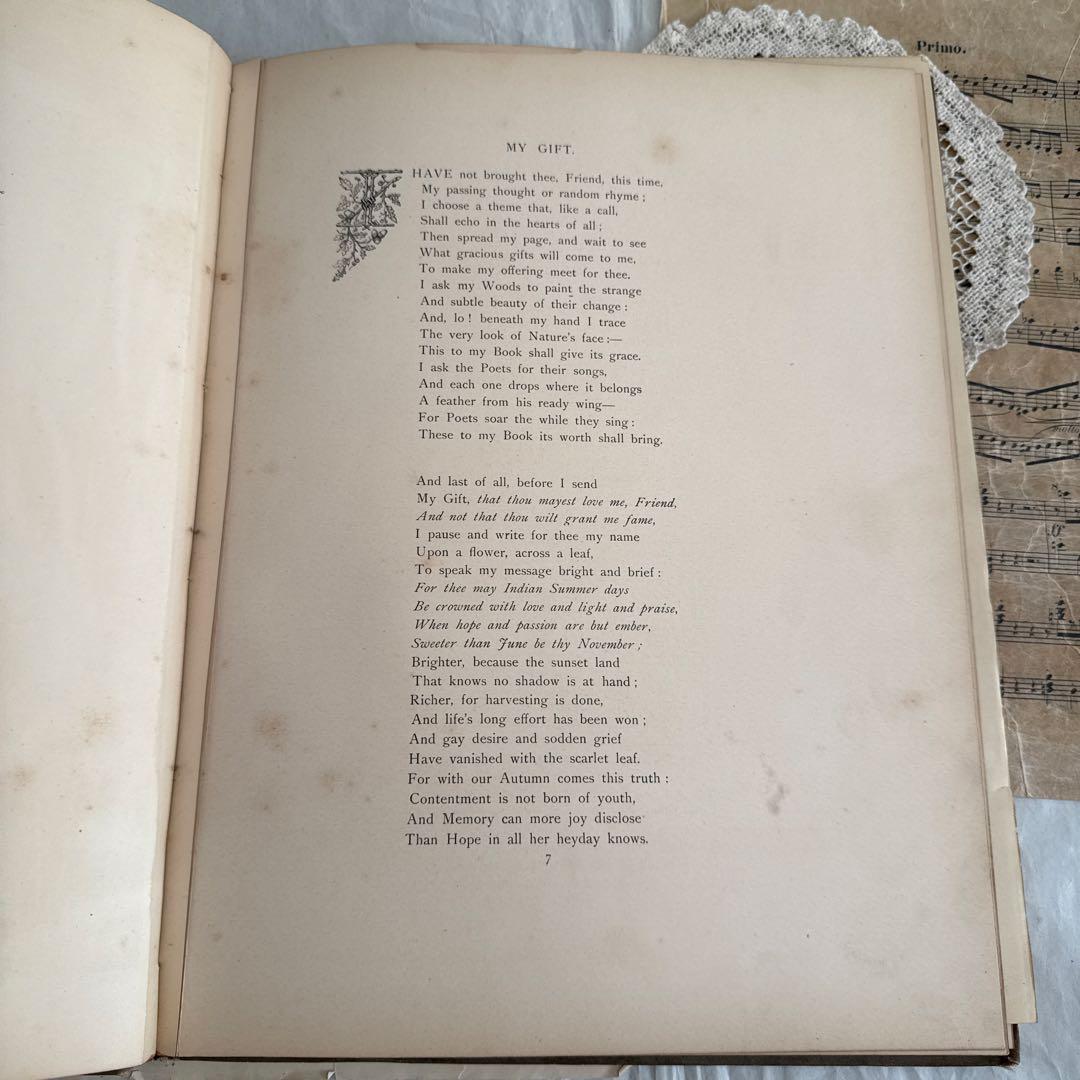 Primo.
MY GIFT.
I HAVE not brought thee, Friend, this time,
My passing thought or random rhyme ;
I choose a theme that, like a call,
Shall echo in the hearts of all ;
Then spread my page, and wait to see
What gracious gifts will come to me,
To make my offering meet for thee.
I ask my Woods to paint the strange
And subtle beauty of their change :
And, lo ! beneath my hand I trace
The very look of Nature's face :—
This to my Book shall give its grace.
I ask the Poets for their songs,
And each one drops where it belongs
A feather from his ready wing—
For Poets soar the while they sing :
These to my Book its worth shall bring.
And last of all, before I send
My Gift, that thou mayest love me, Friend,
And not that thou wilt grant me fame,
I pause and write for thee my name
Upon a flower, across a leaf,
To speak my message bright and brief :
For thee may Indian Summer days
Be crowned with love and light and praise,
When hope and passion are but ember,
Sweeter than June be thy November ;
Brighter, because the sunset land
That knows no shadow is at hand ;
Richer, for harvesting is done,
And life's long effort has been won ;
And gay desire and sodden grief
Have vanished with the scarlet leaf.
For with our Autumn comes this truth :
Contentment is not born of youth,
And Memory can more joy disclose
Than Hope in all her heyday knows.
7
ff